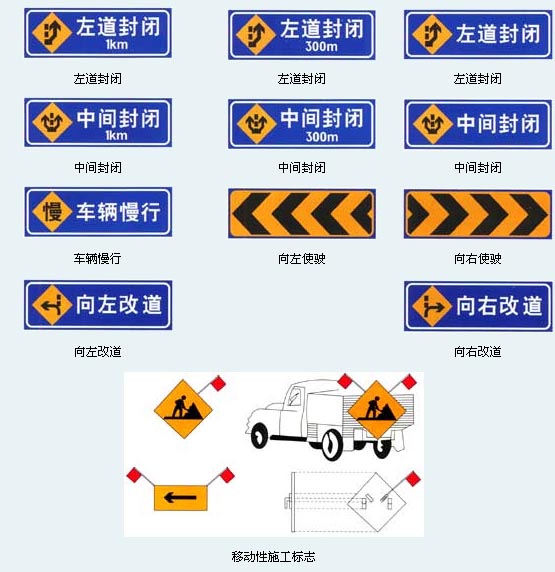 左道封闭
1km
左道封闭
300m
左道封闭
左道封闭
左道封闭
左道封闭
中间封闭
1km
中间封闭
300m
中间封闭
中间封闭
中间封闭
中间封闭
慢 车辆慢行
车辆慢行
向左使驶
向右使驶
向左改道
向右改道
向左改道
向右改道
移动性施工标志